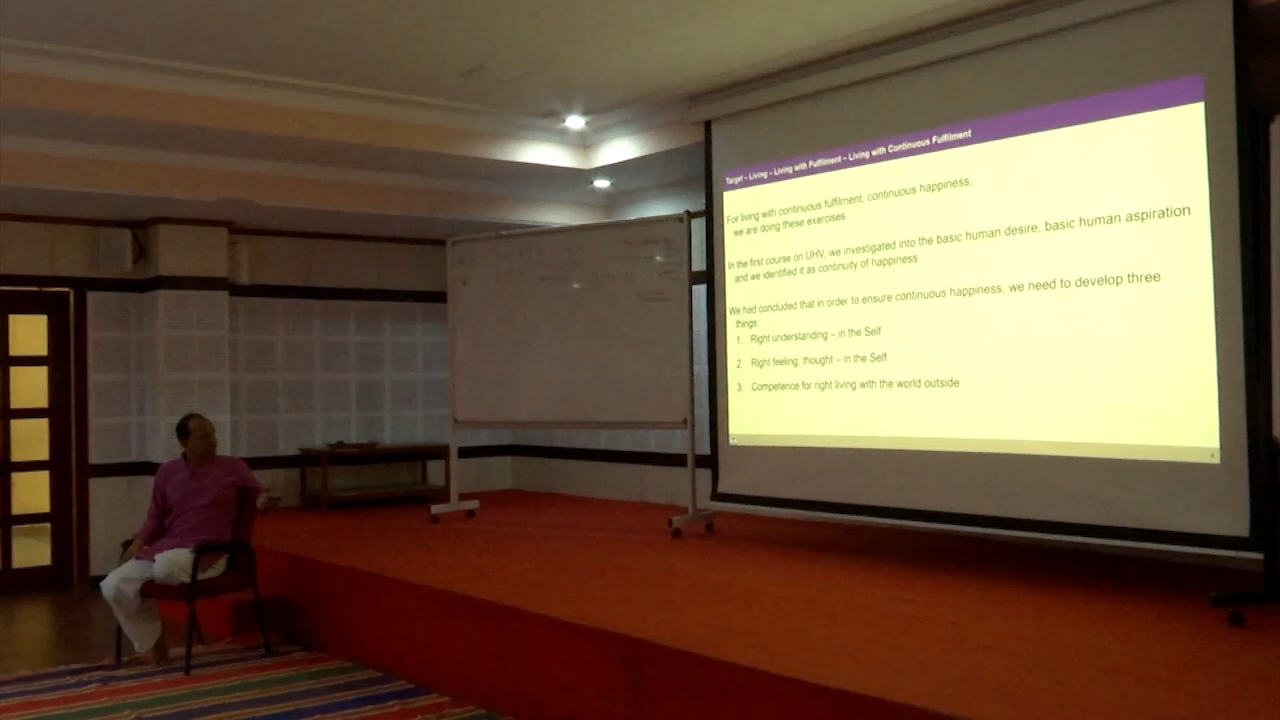 Target – Living – Living with Fulfilment – Living with Continuous Fulfilment
For living with continuous fulfilment, continuous happiness,
we are doing these exercises
In the first course on UHV, we investigated into the basic human desire, basic human aspiration
and we identified it as continuity of happiness
We had concluded that in order to ensure continuous happiness, we need to develop three
things
1. Right understanding – in the Self
2. Right feeling, thought – in the Self
3. Competence for right living with the world outside